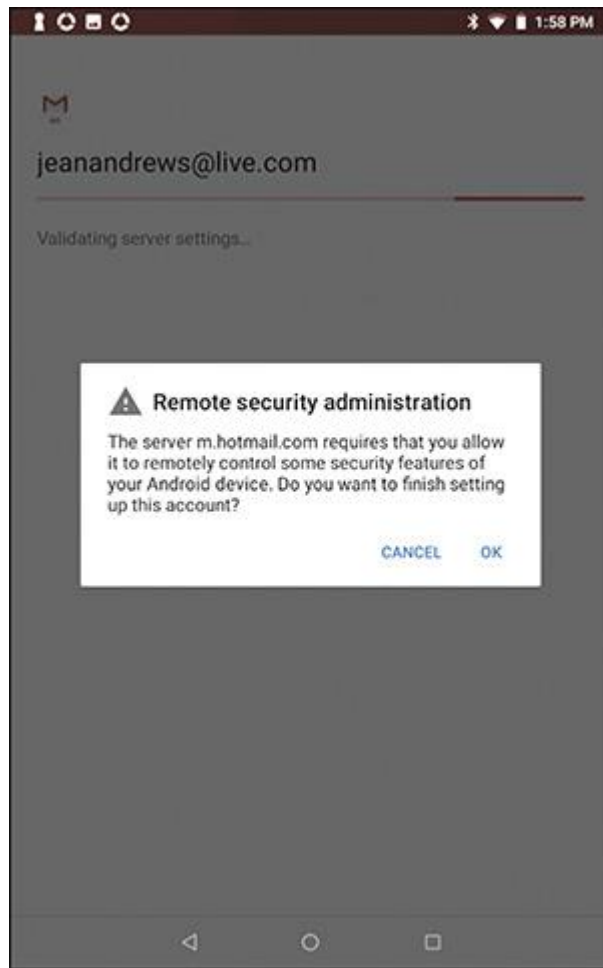 1:58 PM
jeanandrews@live.com
Validating server settings...
Remote security administration
The server m.hotmail.com requires that you allow
it to remotely control some security features of
your Android device. Do you want to finish setting
up this account?
CANCEL OK